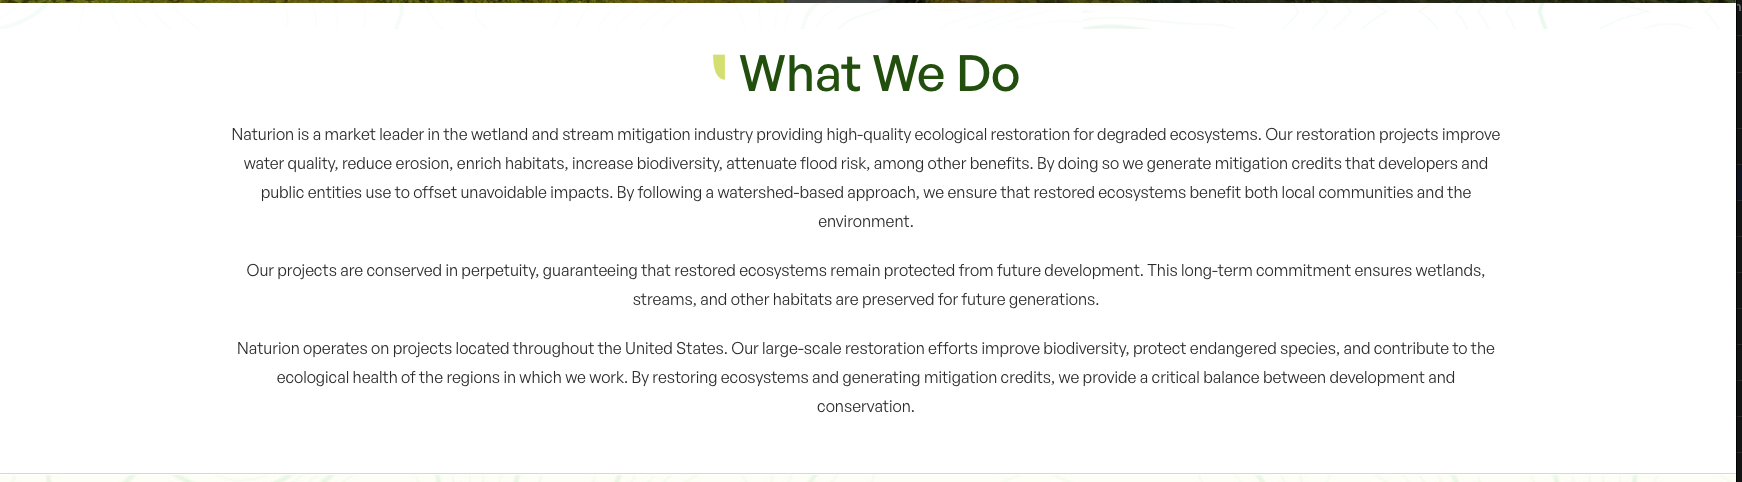 What We Do
Naturion is a market leader in the wetland and stream mitigation industry providing high-quality ecological restoration for degraded ecosystems. Our restoration projects improve
water quality, reduce erosion, enrich habitats, increase biodiversity, attenuate flood risk, among other benefits. By doing so we generate mitigation credits that developers and
public entities use to offset unavoidable impacts. By following a watershed-based approach, we ensure that restored ecosystems benefit both local communities and the
environment.
Our projects are conserved in perpetuity, guaranteeing that restored ecosystems remain protected from future development. This long-term commitment ensures wetlands,
streams, and other habitats are preserved for future generations.
Naturion operates on projects located throughout the United States. Our large-scale restoration efforts improve biodiversity, protect endangered species, and contribute to the
ecological health of the regions in which we work. By restoring ecosystems and generating mitigation credits, we provide a critical balance between development and
conservation.